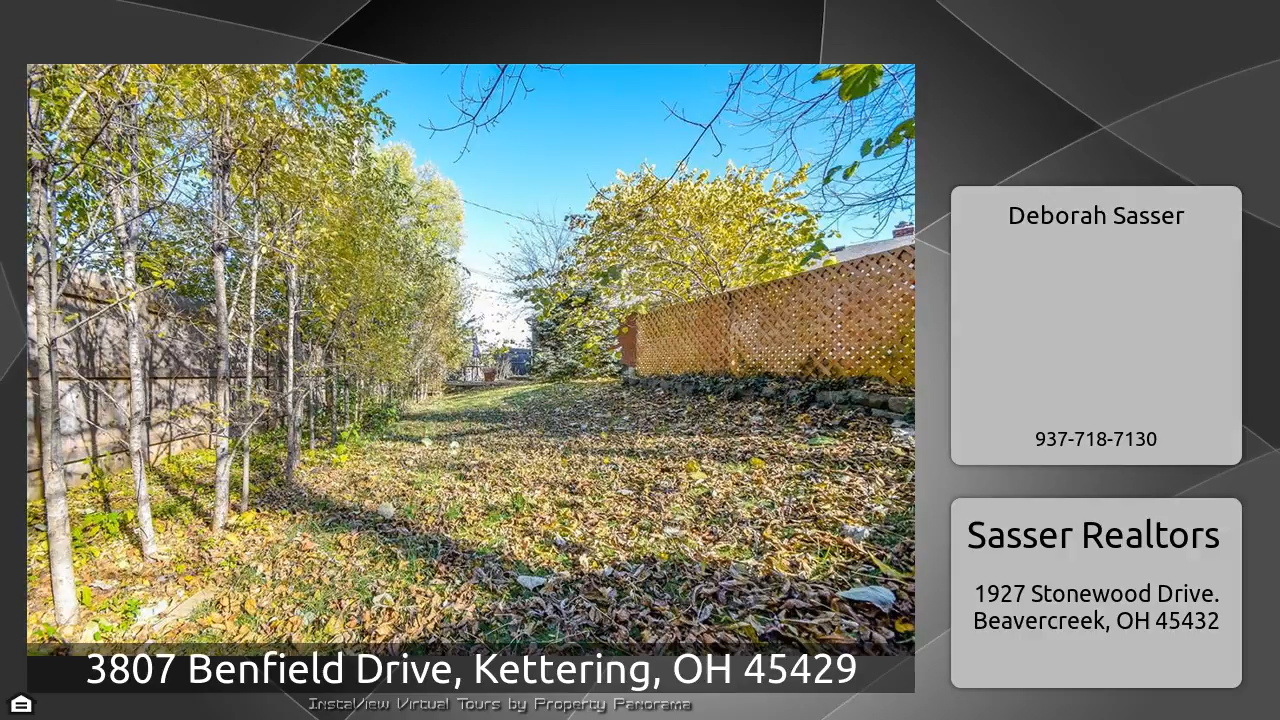 Deborah Sasser
937-718-7130
Sasser Realtors
1927 Stonewood Drive.
Beavercreek, OH 45432
3807 Benfield Drive, Kettering, OH 45429
InstaView Virtual Tours by Property Panorama